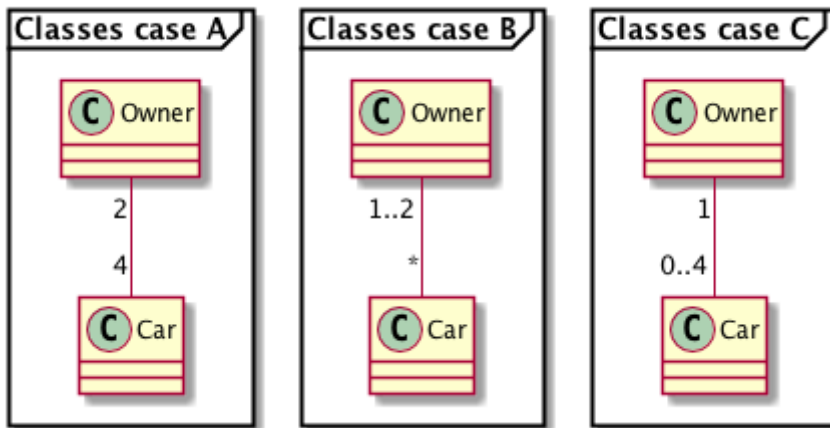 Classes case A
C Owner
2
4
C Car
Classes case B
C Owner
1..2
*
C Car
Classes case C
C Owner
1
0..4
C Car